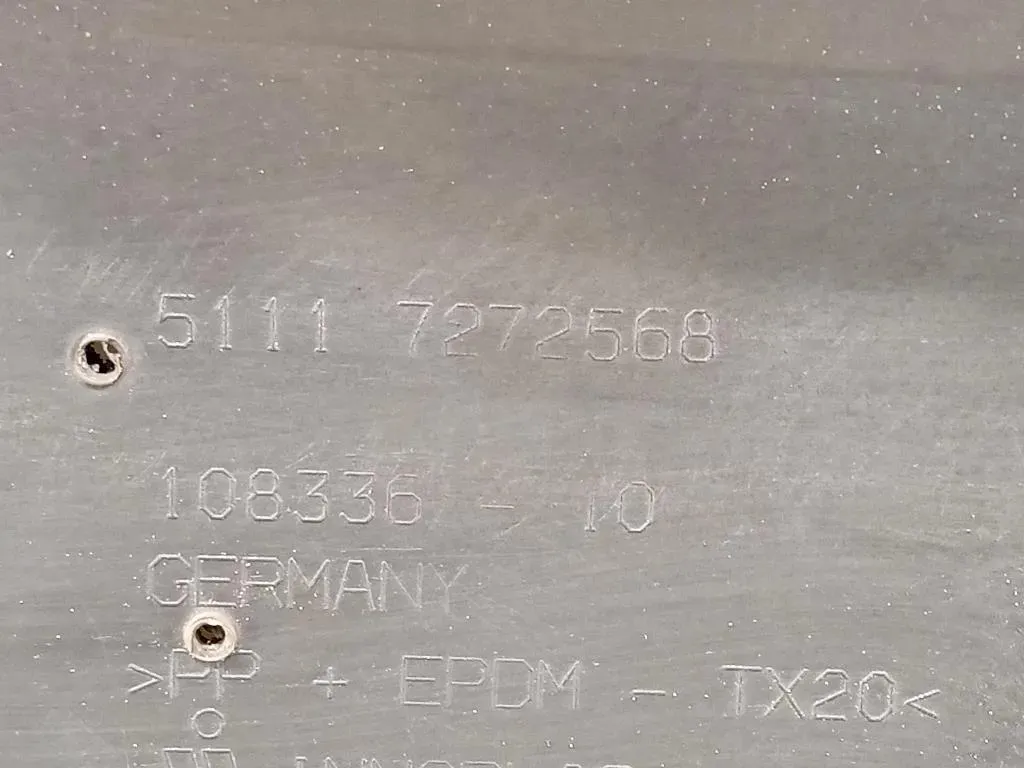 5111 7272568
108336 - 10
GERMANY
>PP + EPDM - TX20<